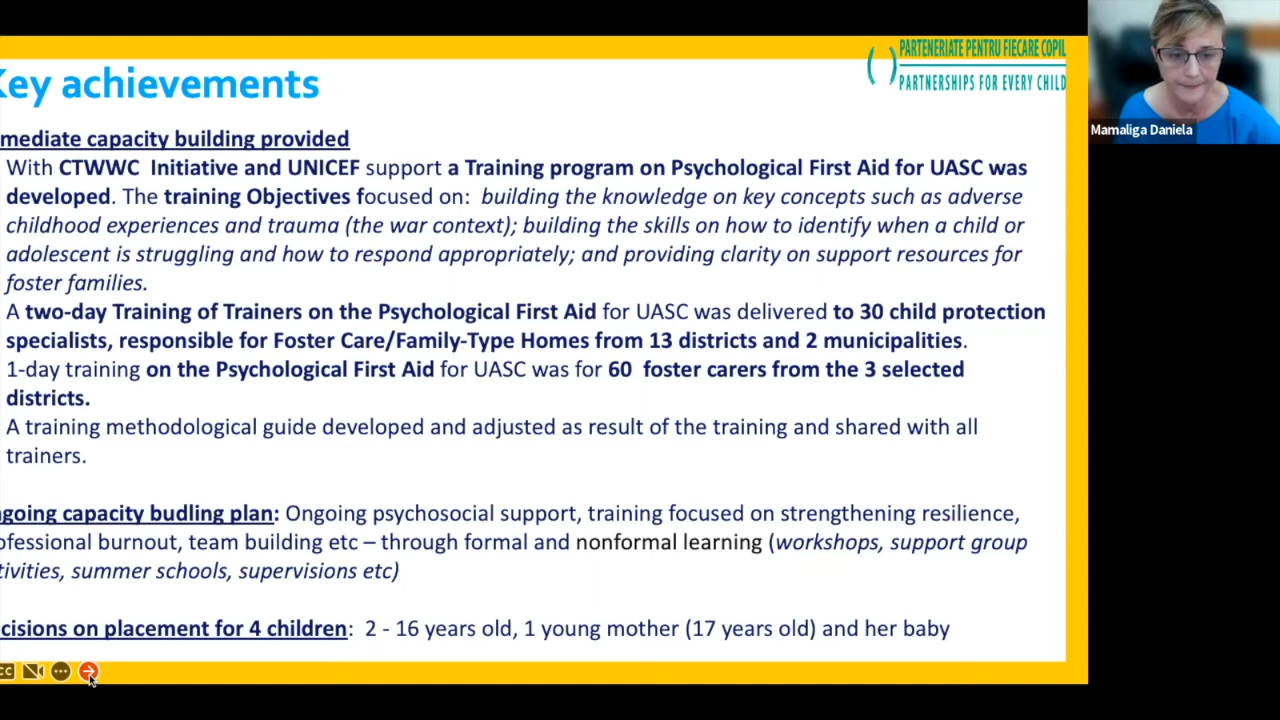 PARTENERIATE PENTRU FIECARE COPIL
PARTNERSHIPS FOR EVERY CHILD
Key achievements
mediate capacity building provided
With CTWWC Initiative and UNICEF support a Training program on Psychological First Aid for UASC was
developed. The training Objectives focused on: building the knowledge on key concepts such as adverse
childhood experiences and trauma (the war context); building the skills on how to identify when a child or
adolescent is struggling and how to respond appropriately; and providing clarity on support resources for
foster families.
A two-day Training of Trainers on the Psychological First Aid for UASC was delivered to 30 child protection
specialists, responsible for Foster Care/Family-Type Homes from 13 districts and 2 municipalities.
1-day training on the Psychological First Aid for UASC was for 60 foster carers from the 3 selected
districts.
A training methodological guide developed and adjusted as result of the training and shared with all
trainers.
ngoing capacity budling plan: Ongoing psychosocial support, training focused on strengthening resilience,
ofessional burnout, team building etc – through formal and nonformal learning (workshops, support group
tivities, summer schools, supervisions etc)
cisions on placement for 4 children: 2 - 16 years old, 1 young mother (17 years old) and her baby
CC
Mamaliga Daniela